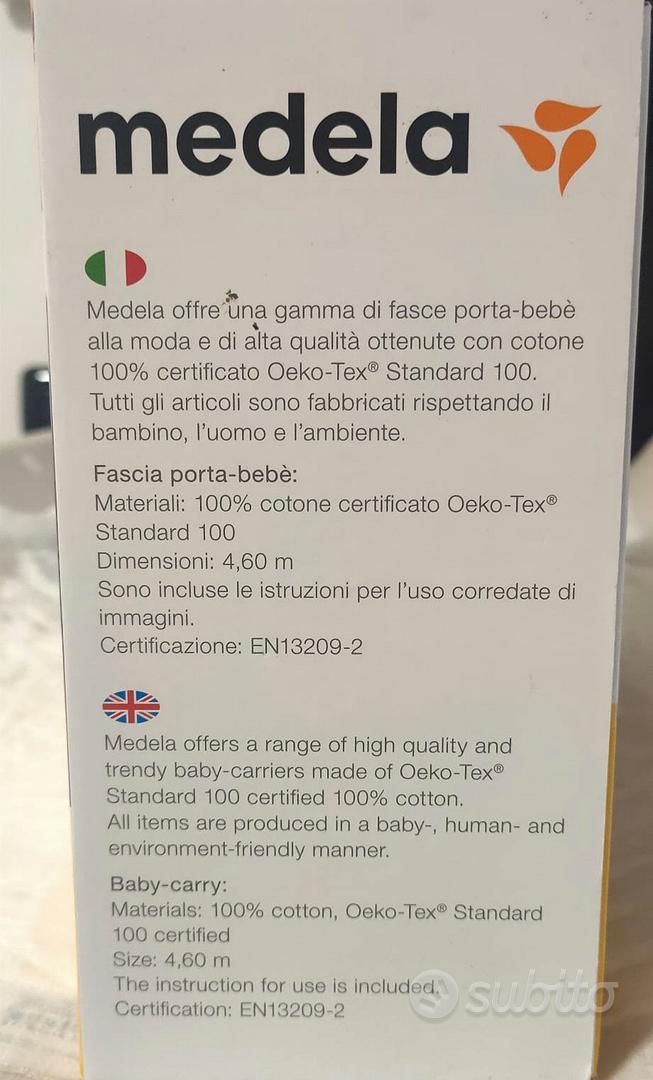 medela
Medela offre una gamma di fasce porta-bebè
alla moda e di alta qualità ottenute con cotone
100% certificato Oeko-Tex® Standard 100.
Tutti gli articoli sono fabbricati rispettando il
bambino, l'uomo e l'ambiente.
Fascia porta-bebè:
Materiali: 100% cotone certificato Oeko-Tex®
Standard 100
Dimensioni: 4,60 m
Sono incluse le istruzioni per l'uso corredate di
immagini.
Certificazione: EN13209-2
Medela offers a range of high quality and
trendy baby-carriers made of Oeko-Tex®
Standard 100 certified 100% cotton.
All items are produced in a baby-, human- and
environment-friendly manner.
Baby-carry:
Materials: 100% cotton, Oeko-Tex® Standard
100 certified
Size: 4,60 m
The instruction for use is included.
Certification: EN13209-2
subito